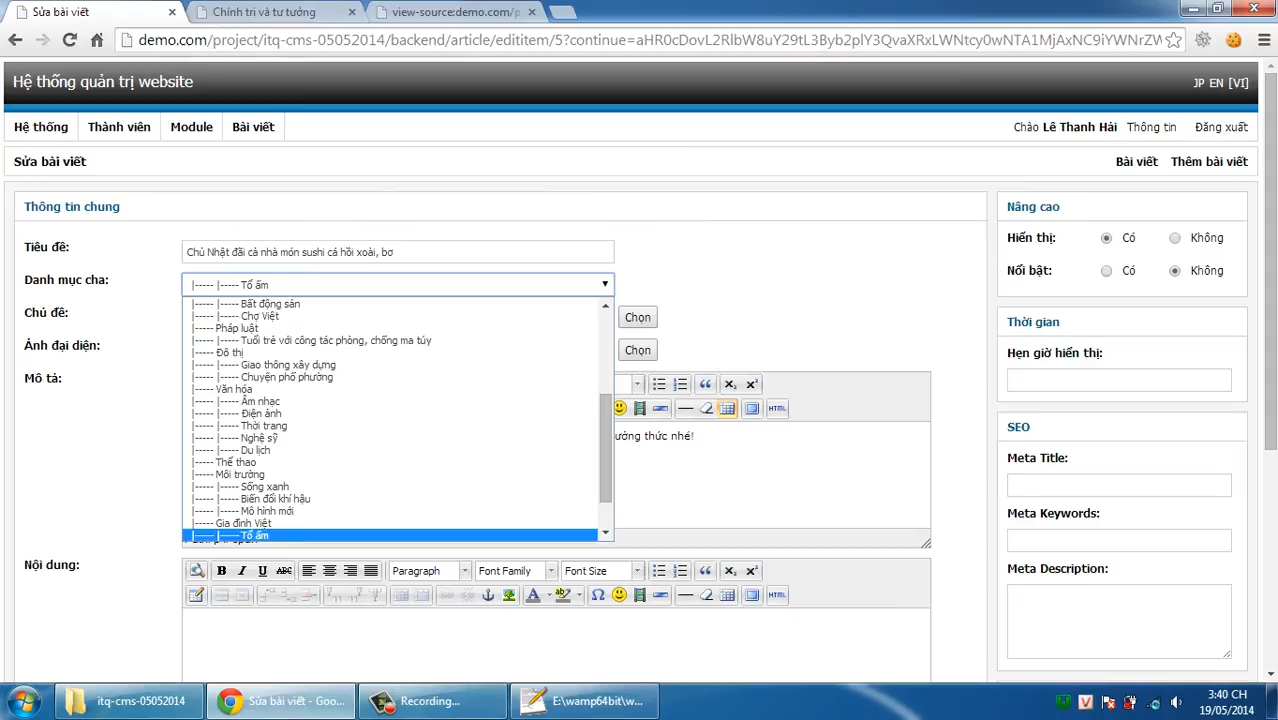 Sửa bài viết
Chính trị và tư tưởng
view-source:demo.com/p
demo.com/project/itq-cms-05052014/backend/article/edititem/5?continue=
Hệ thống quản trị website
JP EN [VI]
Hệ thống
Thành viên
Module
Bài viết
Chào Lê Thanh Hải
Thông tin
Đăng xuất
Sửa bài viết
Bài viết
Thêm bài viết
Thông tin chung
Tiêu đề:
Chủ Nhật đãi cả nhà món sushi cá hồi xoài, bơ
Danh mục cha:
|----- |----- Tổ ấm
|----- |----- Bất động sản
|----- |----- Chợ Việt
|----- Pháp luật
|----- |----- Tuổi trẻ với công tác phòng, chống ma túy
|----- Đô thị
|----- |----- Giao thông xây dựng
|----- |----- Chuyện phố phường
|----- Văn hóa
|----- |----- Âm nhạc
|----- |----- Điện ảnh
|----- |----- Thời trang
|----- |----- Nghệ sỹ
|----- |----- Du lịch
|----- Thể thao
|----- Môi trường
|----- |----- Sống xanh
|----- |----- Biến đổi khí hậu
|----- |----- Mô hình mới
|----- Gia đình Việt
|----- |----- Tổ ấm
Chủ đề:
Chọn
Ảnh đại diện:
Chọn
Mô tả:
HTML
thức nhé!
Nội dung:
B I U ABC
Paragraph
Font Family
Font Size
HTML
Nâng cao
Hiển thị:
Có
Không
Nổi bật:
Có
Không
Thời gian
Hẹn giờ hiển thị:
SEO
Meta Title:
Meta Keywords:
Meta Description:
itq-cms-05052014
Sửa bài viết - Goo...
Recording...
E:\wamp64bit\w...
3:40 CH
19/05/2014